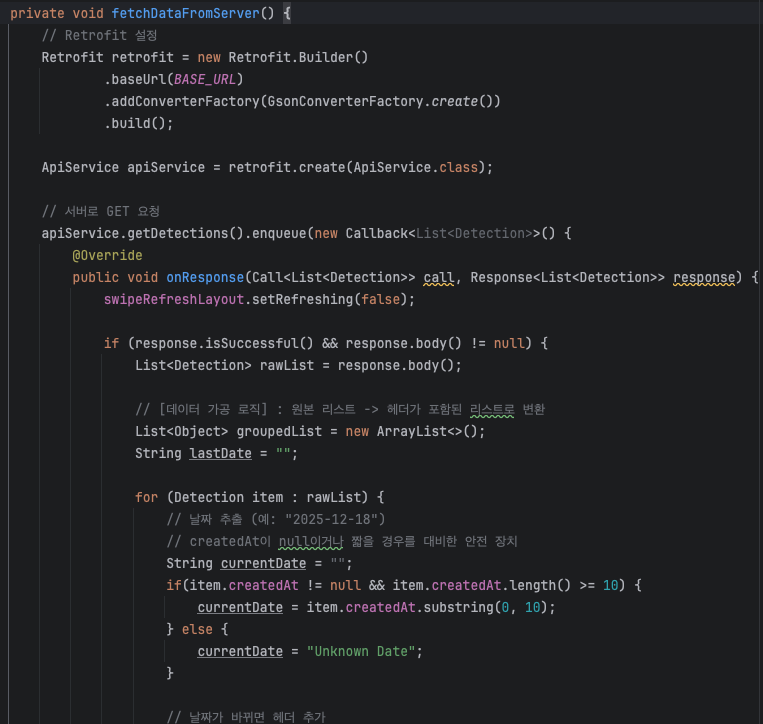 private void fetchDataFromServer() {
// Retrofit 설정
Retrofit retrofit = new Retrofit.Builder()
.baseUrl(BASE_URL)
.addConverterFactory(GsonConverterFactory.create())
.build();
ApiService apiService = retrofit.create(ApiService.class);
// 서버로 GET 요청
apiService.getDetections().enqueue(new Callback<List<Detection>>() {
@Override
public void onResponse(Call<List<Detection>> call, Response<List<Detection>> response) {
swipeRefreshLayout.setRefreshing(false);
if (response.isSuccessful() && response.body() != null) {
List<Detection> rawList = response.body();
// [데이터 가공 로직] : 원본 리스트 -> 헤더가 포함된 리스트로 변환
List<Object> groupedList = new ArrayList<>();
String lastDate = "";
for (Detection item : rawList) {
// 날짜 추출 (예: "2025-12-18")
// createdAt이 null이거나 짧을 경우를 대비한 안전 장치
String currentDate = "";
if(item.createdAt != null && item.createdAt.length() >= 10) {
currentDate = item.createdAt.substring(0, 10);
} else {
currentDate = "Unknown Date";
}
// 날짜가 바뀌면 헤더 추가